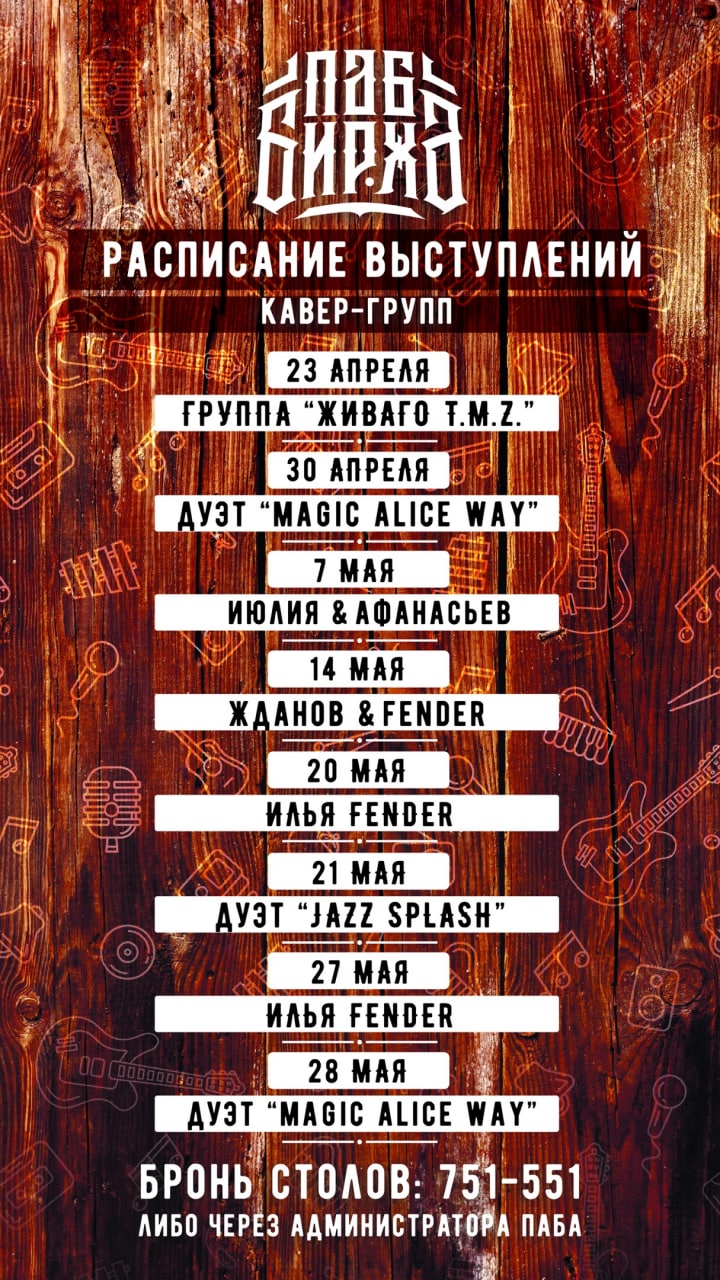 ПАБ
БИРЖА
РАСПИСАНИЕ ВЫСТУПЛЕНИЙ
КАВЕР-ГРУПП
23 АПРЕЛЯ
ГРУППА “ЖИВАГО T.M.Z.”
30 АПРЕЛЯ
ДУЭТ “MAGIC ALICE WAY”
7 МАЯ
ИЮЛИЯ & АФАНАСЬЕВ
14 МАЯ
ЖДАНОВ & FENDER
20 МАЯ
ИЛЬЯ FENDER
21 МАЯ
ДУЭТ “JAZZ SPLASH”
27 МАЯ
ИЛЬЯ FENDER
28 МАЯ
ДУЭТ “MAGIC ALICE WAY”
БРОНЬ СТОЛОВ: 751-551
ЛИБО ЧЕРЕЗ АДМИНИСТРАТОРА ПАБА